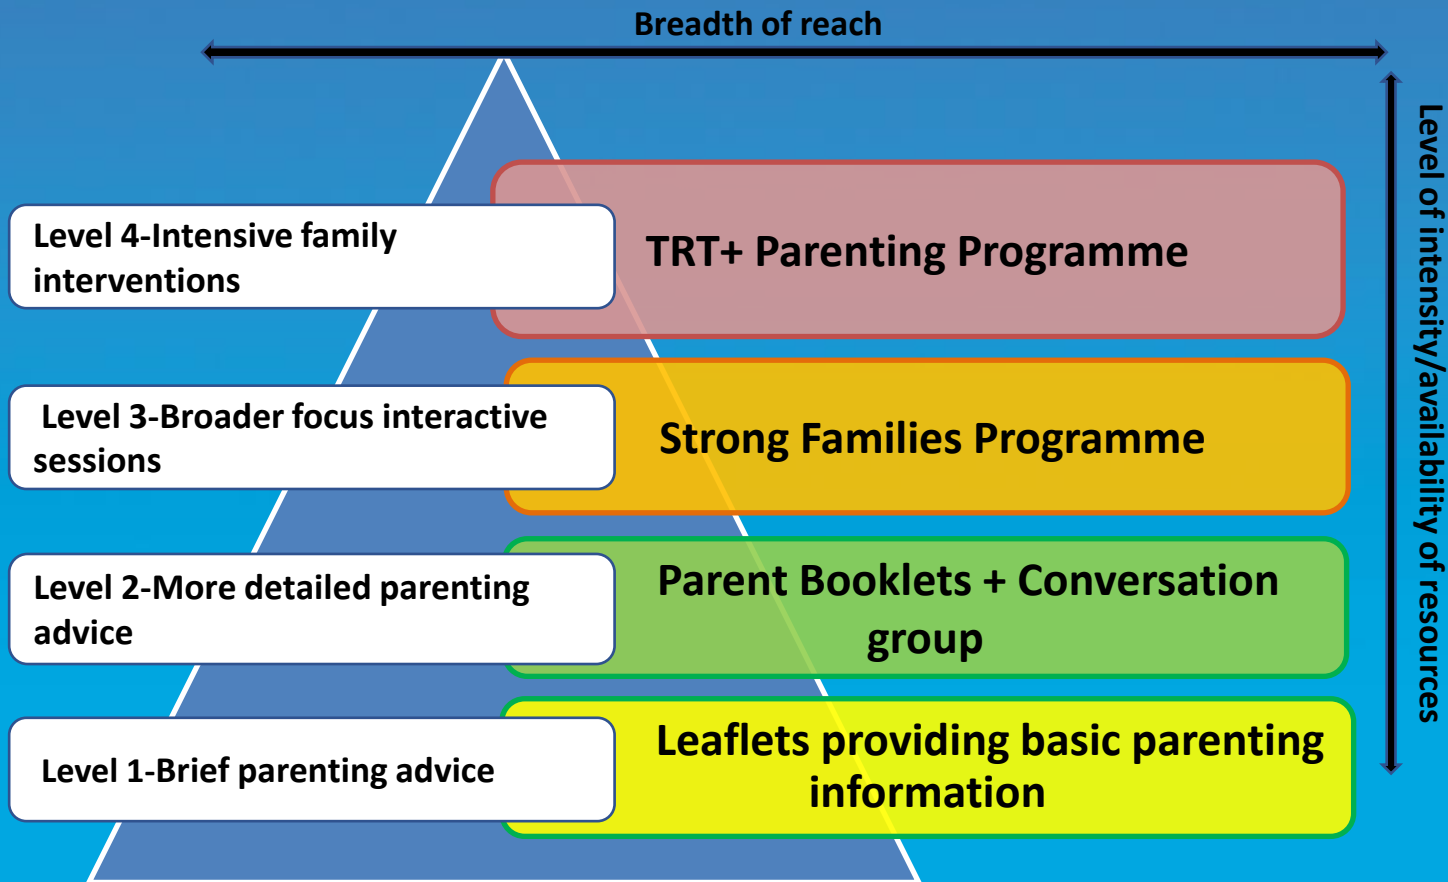 Breadth of reach
Level of intensity/availability of resources
Level 4-Intensive family
interventions
TRT+ Parenting Programme
Level 3-Broader focus interactive
sessions
Strong Families Programme
Level 2-More detailed parenting
advice
Parent Booklets + Conversation
group
Level 1-Brief parenting advice
Leaflets providing basic parenting
information